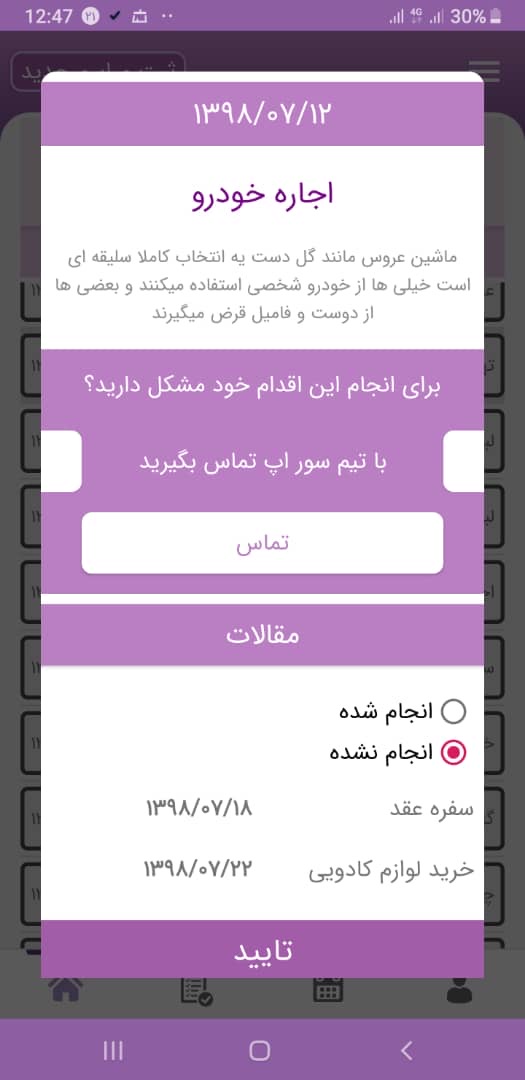 12:47
۲۱
4G
30%
۱۳۹۸/۰۷/۱۲
اجاره خودرو
ماشین عروس مانند گل دست یه انتخاب کاملا سلیقه ای
است خیلی ها از خودرو شخصی استفاده میکنند و بعضی ها
از دوست و فامیل قرض میگیرند
برای انجام این اقدام خود مشکل دارید؟
با تیم سور اپ تماس بگیرید
تماس
مقالات
انجام شده
انجام نشده
سفره عقد ۱۳۹۸/۰۷/۱۸
خرید لوازم کادویی ۱۳۹۸/۰۷/۲۲
تایید